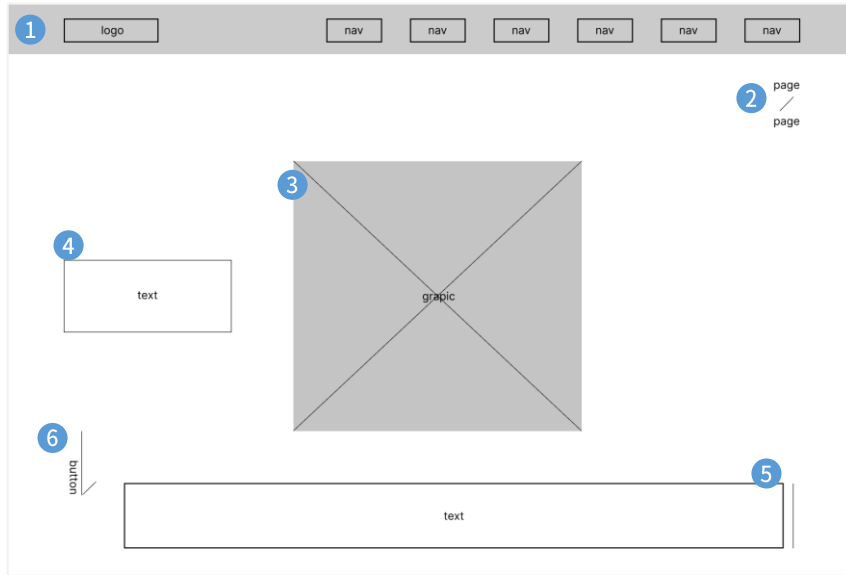 1 logo nav nav nav nav nav nav
2 page
page
3
grapic
4
text
6
button
5
text